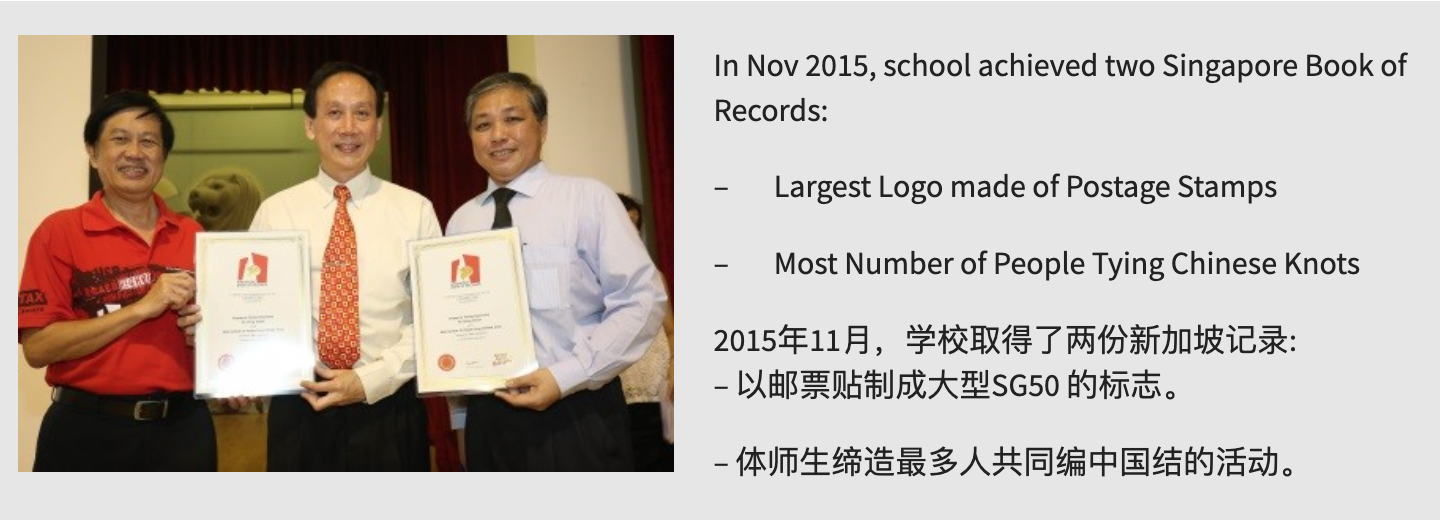 In Nov 2015, school achieved two Singapore Book of
Records:
– Largest Logo made of Postage Stamps
– Most Number of People Tying Chinese Knots
2015年11月，学校取得了两份新加坡记录:
– 以邮票贴制成大型SG50 的标志。
– 体师生缔造最多人共同编中国结的活动。